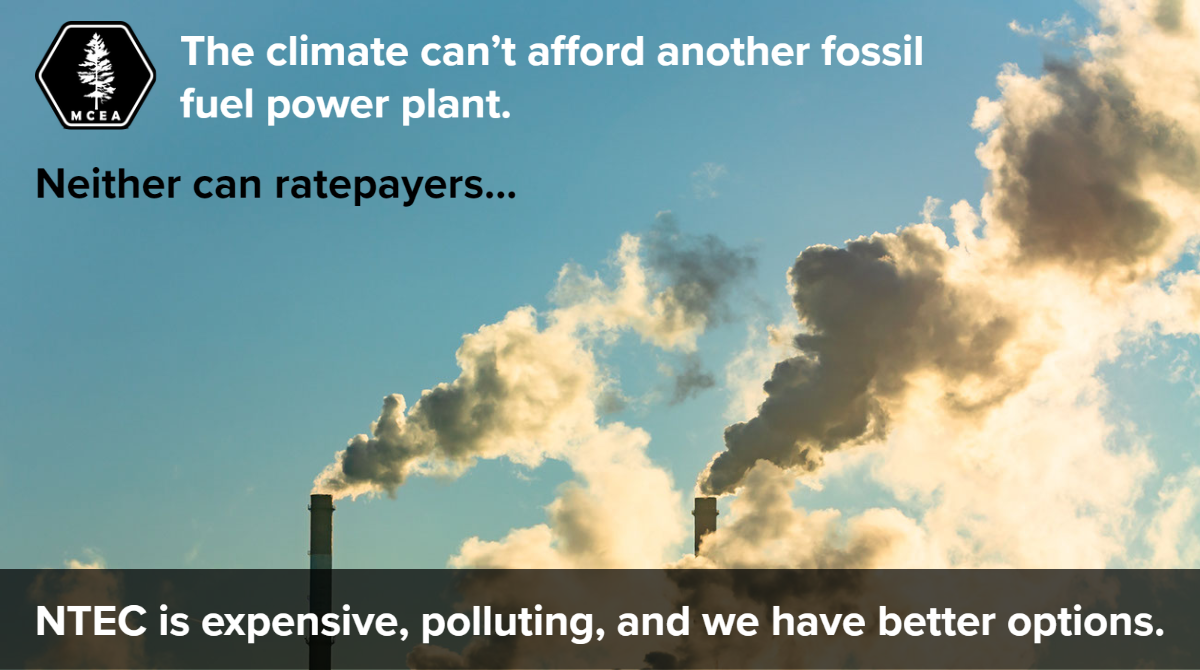 MCEA
The climate can’t afford another fossil
fuel power plant.
Neither can ratepayers...
NTEC is expensive, polluting, and we have better options.